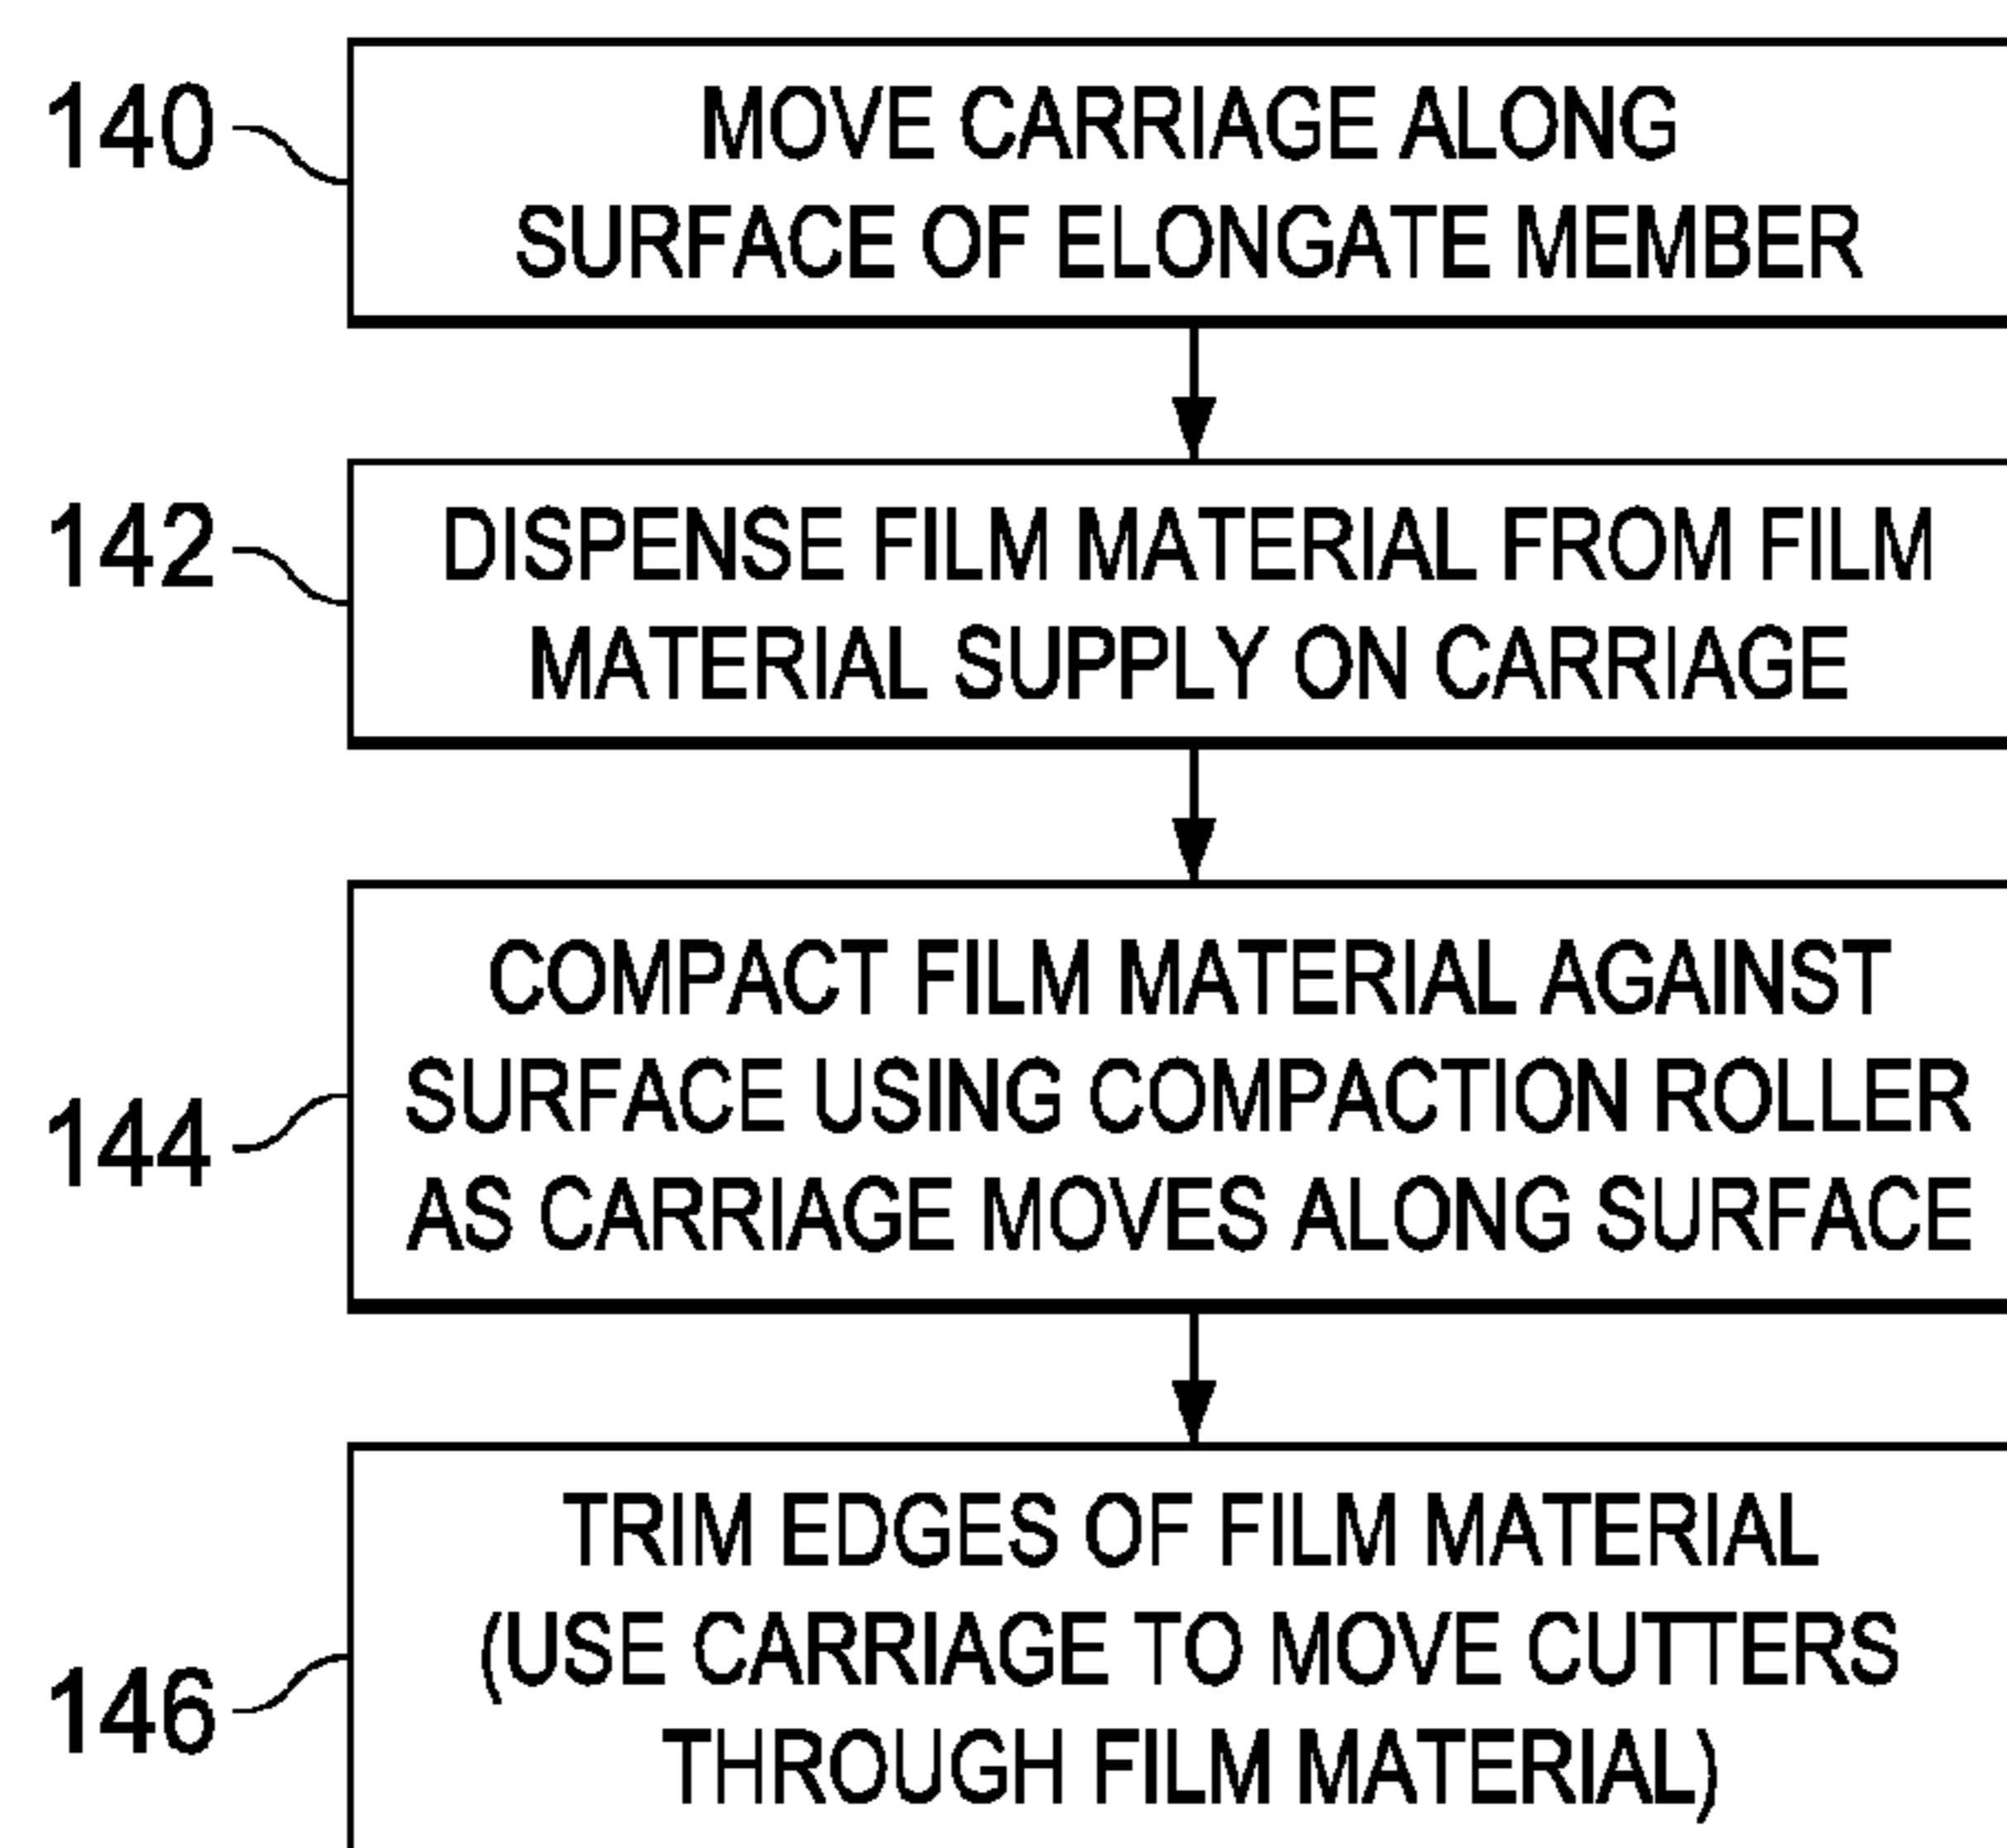 140
MOVE CARRIAGE ALONG
SURFACE OF ELONGATE MEMBER
142
DISPENSE FILM MATERIAL FROM FILM
MATERIAL SUPPLY ON CARRIAGE
144
COMPACT FILM MATERIAL AGAINST
SURFACE USING COMPACTION ROLLER
AS CARRIAGE MOVES ALONG SURFACE
146
TRIM EDGES OF FILM MATERIAL
(USE CARRIAGE TO MOVE CUTTERS
THROUGH FILM MATERIAL)